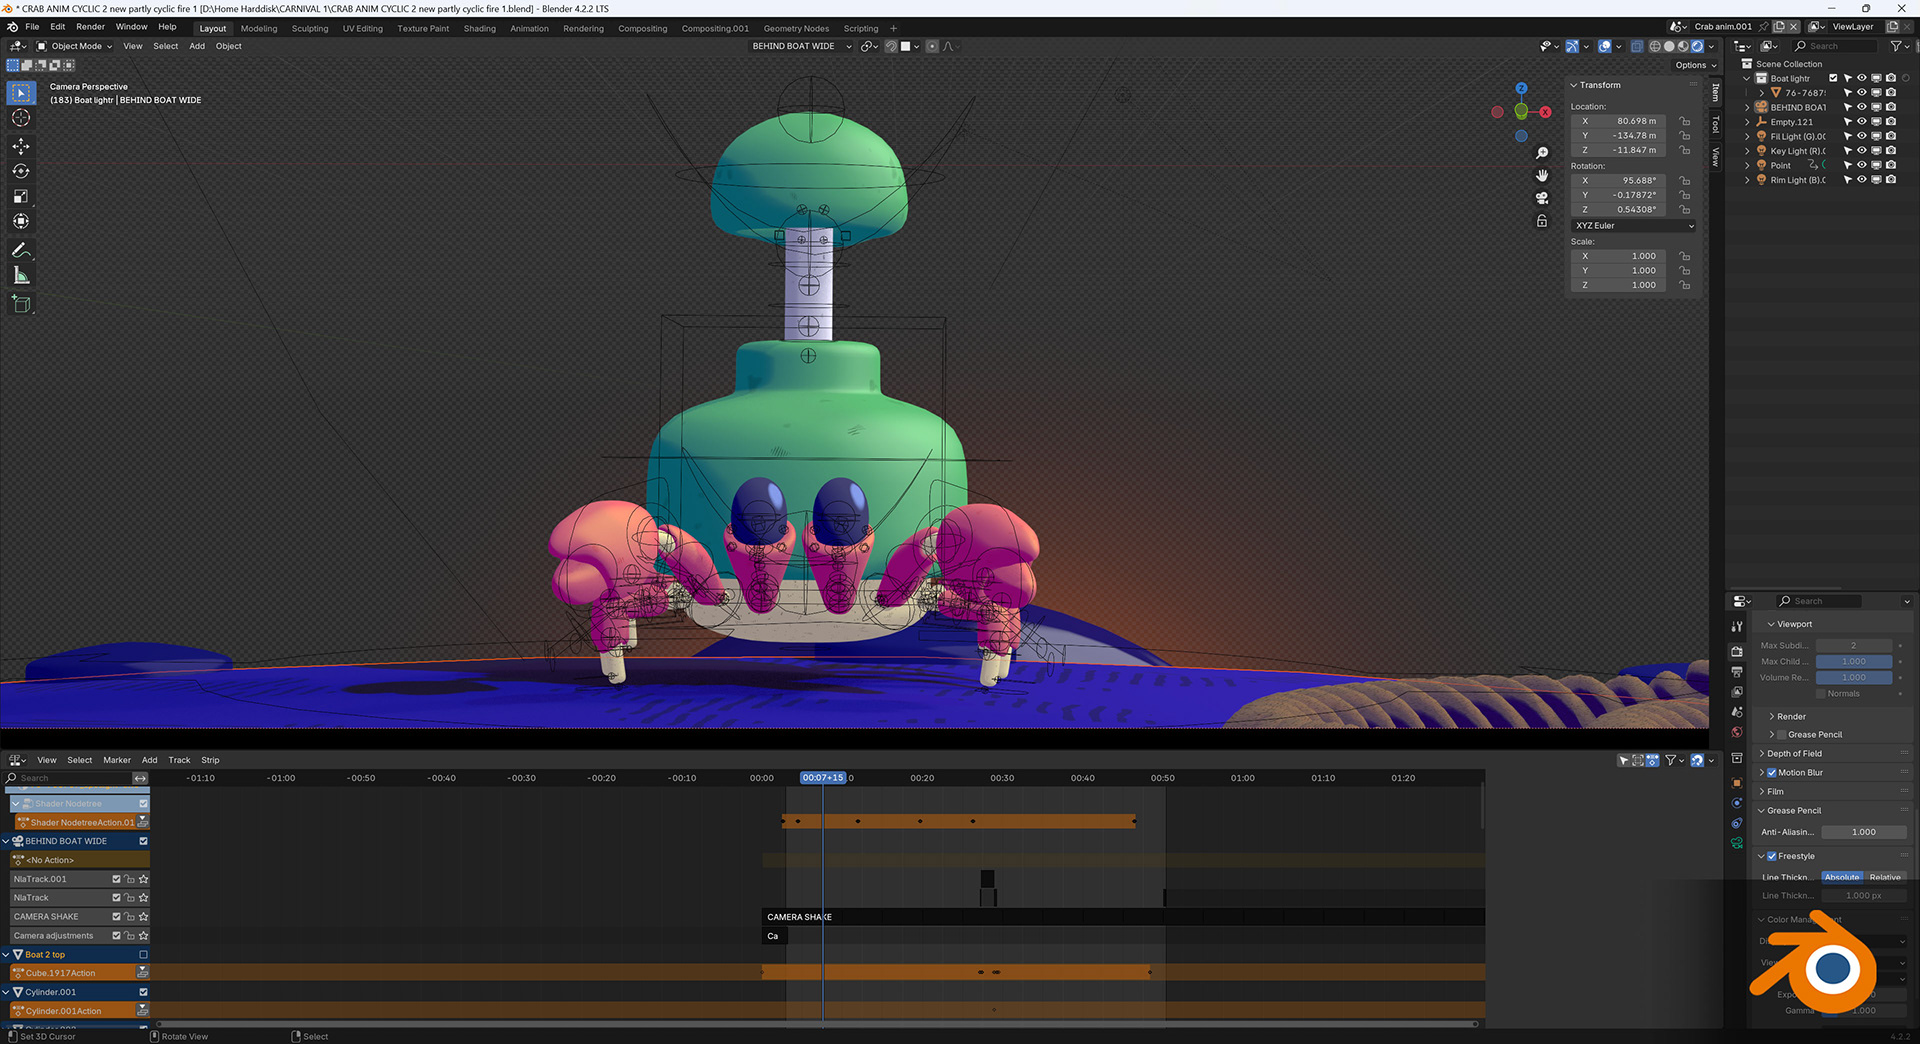 * CRAB ANIM CYCLIC 2 new partly cyclic fire 1 [D:\Home Harddisk\CARNIVAL 1\CRAB ANIM CYCLIC 2 new partly cyclic fire 1.blend] - Blender 4.2.2 LTS
File Edit Render Window Help Layout Modeling Sculpting UV Editing Texture Paint Shading Animation Rendering Compositing Compositing.001 Geometry Nodes Scripting + Crab anim.001 ViewLayer
Object Mode View Select Add Object BEHIND BOAT WIDE Search
Options
Camera Perspective
(183) Boat lightr | BEHIND BOAT WIDE
Z
X
Transform
Location:
X 80.698 m
Y -134.78 m
Z -11.847 m
Rotation:
X 95.688°
Y -0.17872°
Z 0.54308°
XYZ Euler
Scale:
X 1.000
Y 1.000
Z 1.000
Item
Tool
View
Scene Collection
Boat lightr
76-7687
BEHIND BOAT
Empty.121
Fil Light (G).0
Key Light (R).
Point
Rim Light (B).
Search
Viewport
Max Subdi... 2
Max Child ... 1.000
Volume Re... 1.000
Normals
Render
Grease Pencil
Depth of Field
Motion Blur
Film
Grease Pencil
Anti-Aliasin... 1.000
Freestyle
Line Thickn... Absolute Relative
Line Thickn... 1.000 px
Color Man
Gamma 1.000
View Select Marker Add Track Strip
Search -01:10 -01:00 -00:50 -00:40 -00:30 -00:20 -00:10 00:00 00:07+15 00:20 00:30 00:40 00:50 01:00 01:10 01:20
Shader Nodetree
Shader NodetreeAction.01
BEHIND BOAT WIDE
<No Action>
NlaTrack.001
NlaTrack
CAMERA SHAKE CAMERA SHAKE
Camera adjustments Ca
Boat 2 top
Cube.1917Action
Cylinder.001
Cylinder.001Action
Set 3D Cursor Rotate View Select 4.2.2